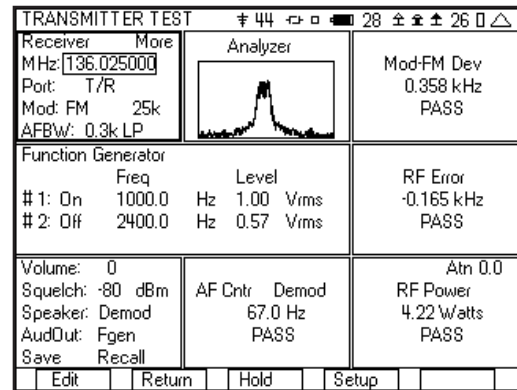 TRANSMITTER TEST 44 28 26
Receiver More
MHz: 136.025000
Port: T/R
Mod: FM 25k
AFBW: 0.3k LP
Analyzer
Mod-FM Dev
0.358 kHz
PASS
Function Generator
Freq Level
#1: On 1000.0 Hz 1.00 Vrms
#2: Off 2400.0 Hz 0.57 Vrms
RF Error
-0.165 kHz
PASS
Volume: 0
Squelch: -80 dBm
Speaker: Demod
AudOut: Fgen
Save Recall
AF Cntr Demod
67.0 Hz
PASS
Atn 0.0
RF Power
4.22 Watts
PASS
Edit Return Hold Setup